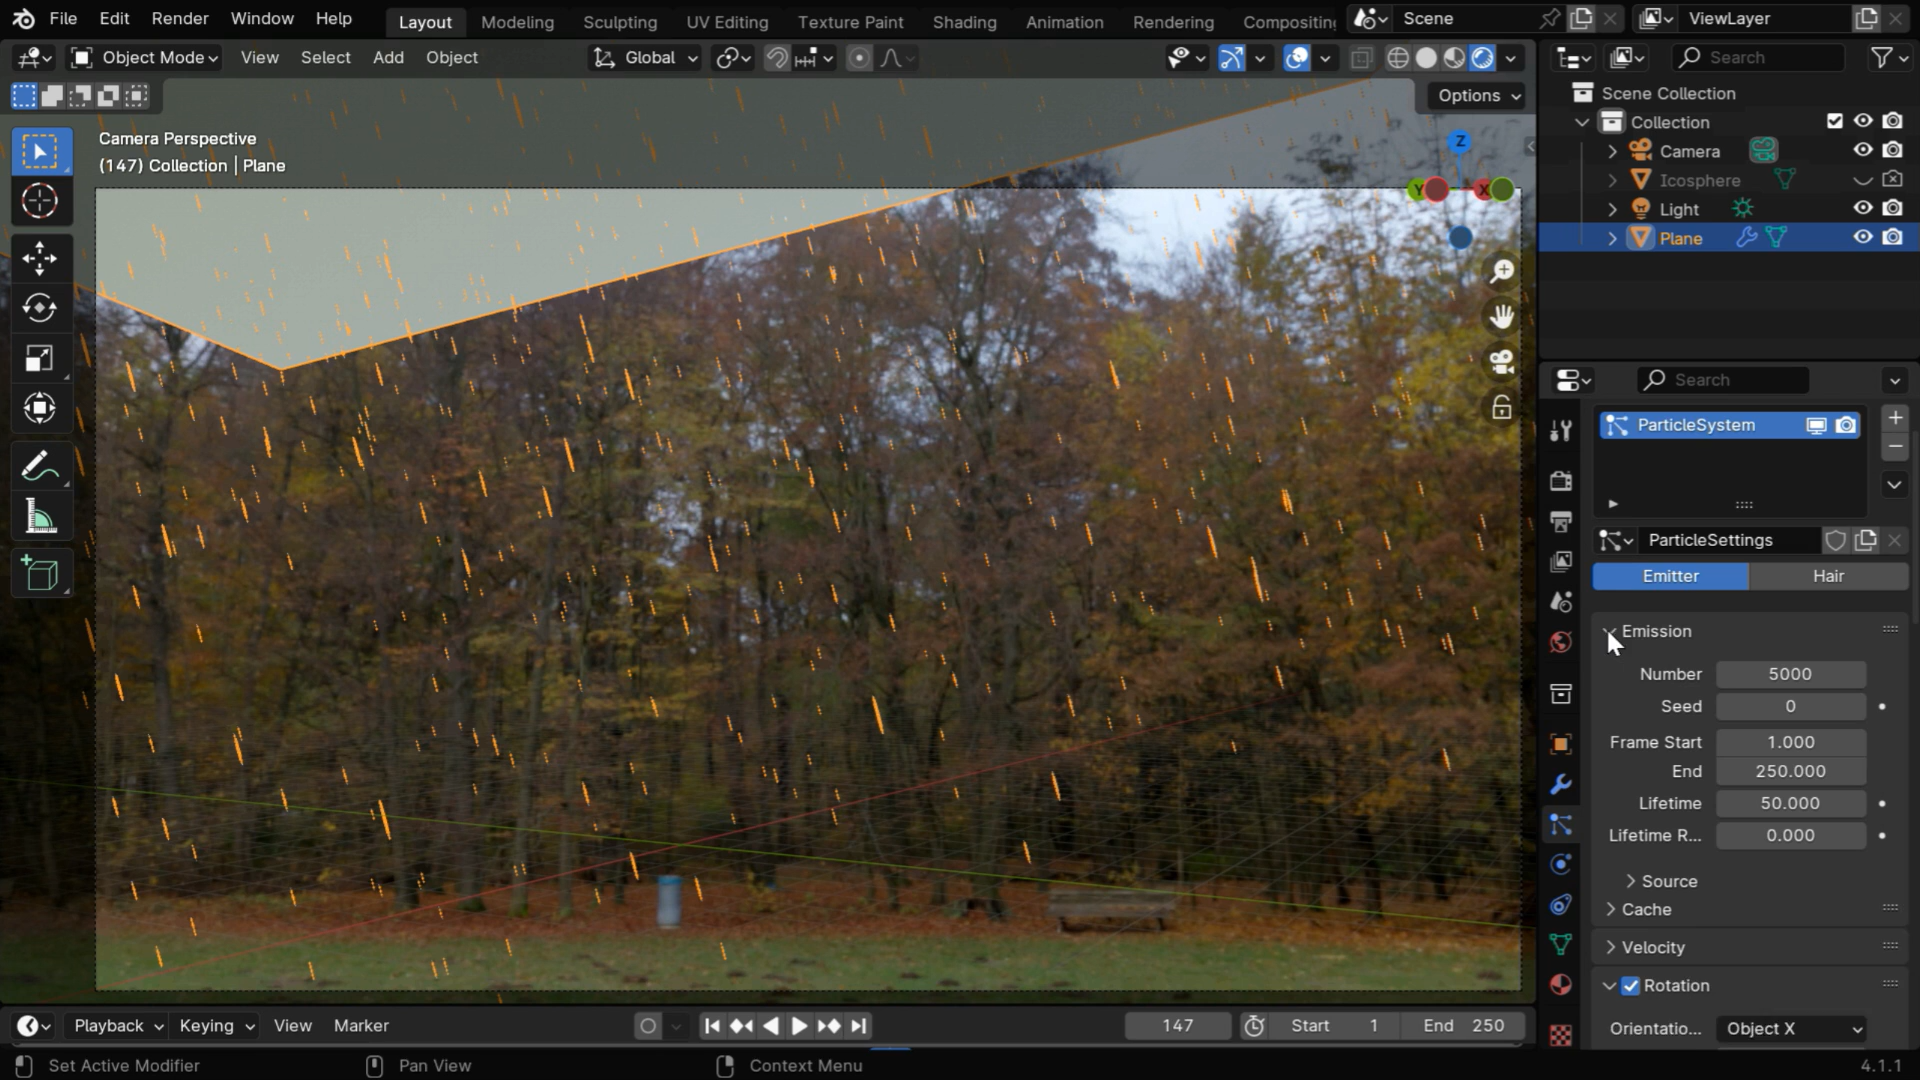 File Edit Render Window Help Layout Modeling Sculpting UV Editing Texture Paint Shading Animation Rendering Compositing Scene ViewLayer
Object Mode View Select Add Object Global Search
Options
Scene Collection
Collection
Camera Perspective
(147) Collection | Plane
Camera
Icosphere
Light
Plane
Z
Y X
Search
ParticleSystem
ParticleSettings
Emitter Hair
Emission
Number 5000
Seed 0
Frame Start 1.000
End 250.000
Lifetime 50.000
Lifetime R... 0.000
Source
Cache
Velocity
Rotation
Orientatio... Object X
Playback Keying View Marker 147 Start 1 End 250
Set Active Modifier Pan View Context Menu 4.1.1